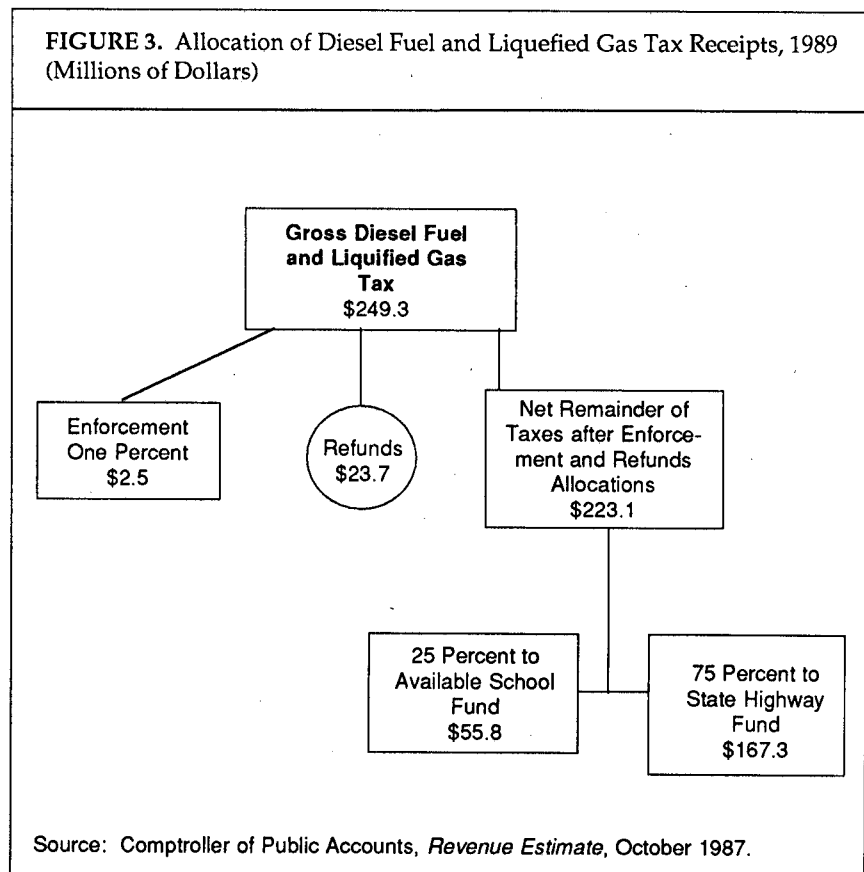 FIGURE 3. Allocation of Diesel Fuel and Liquefied Gas Tax Receipts, 1989
(Millions of Dollars)
Gross Diesel Fuel
and Liquified Gas
Tax
$249.3
Enforcement
One Percent
$2.5
Refunds
$23.7
Net Remainder of
Taxes after Enforce-
ment and Refunds
Allocations
$223.1
25 Percent to
Available School
Fund
$55.8
75 Percent to
State Highway
Fund
$167.3
Source: Comptroller of Public Accounts, Revenue Estimate, October 1987.